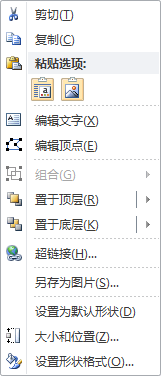 剪切(T)
复制(C)
粘贴选项:
编辑文字(X)
编辑顶点(E)
组合(G)
置于顶层(R)
置于底层(K)
超链接(H)...
另存为图片(S)...
设置为默认形状(D)
大小和位置(Z)...
设置形状格式(O)...